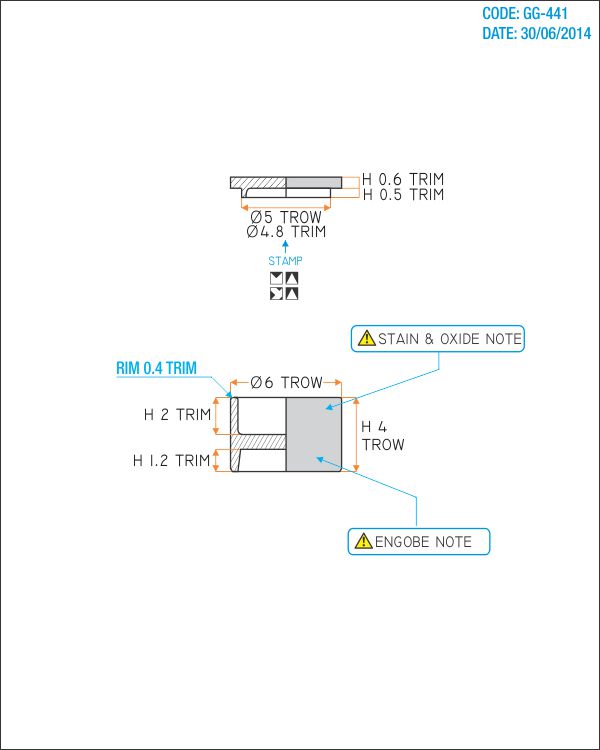 CODE: GG-441
DATE: 30/06/2014
H 0.6 TRIM
H 0.5 TRIM
Ø5 TROW
Ø4.8 TRIM
STAMP
STAIN & OXIDE NOTE
RIM 0.4 TRIM
Ø6 TROW
H 2 TRIM
H 4
TROW
H 1.2 TRIM
ENGOBE NOTE